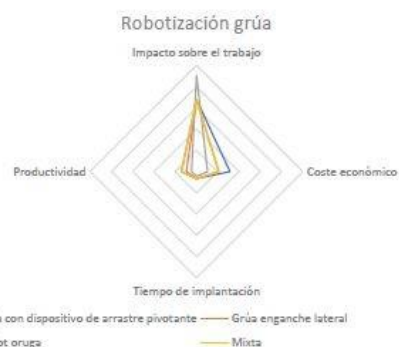 Robotización grúa
Impacto sobre el trabajo
Productividad
Coste económico
Tiempo de implantación
con dispositivo de arrastre pivotante
Grúa enganche lateral
oruga
Mixta